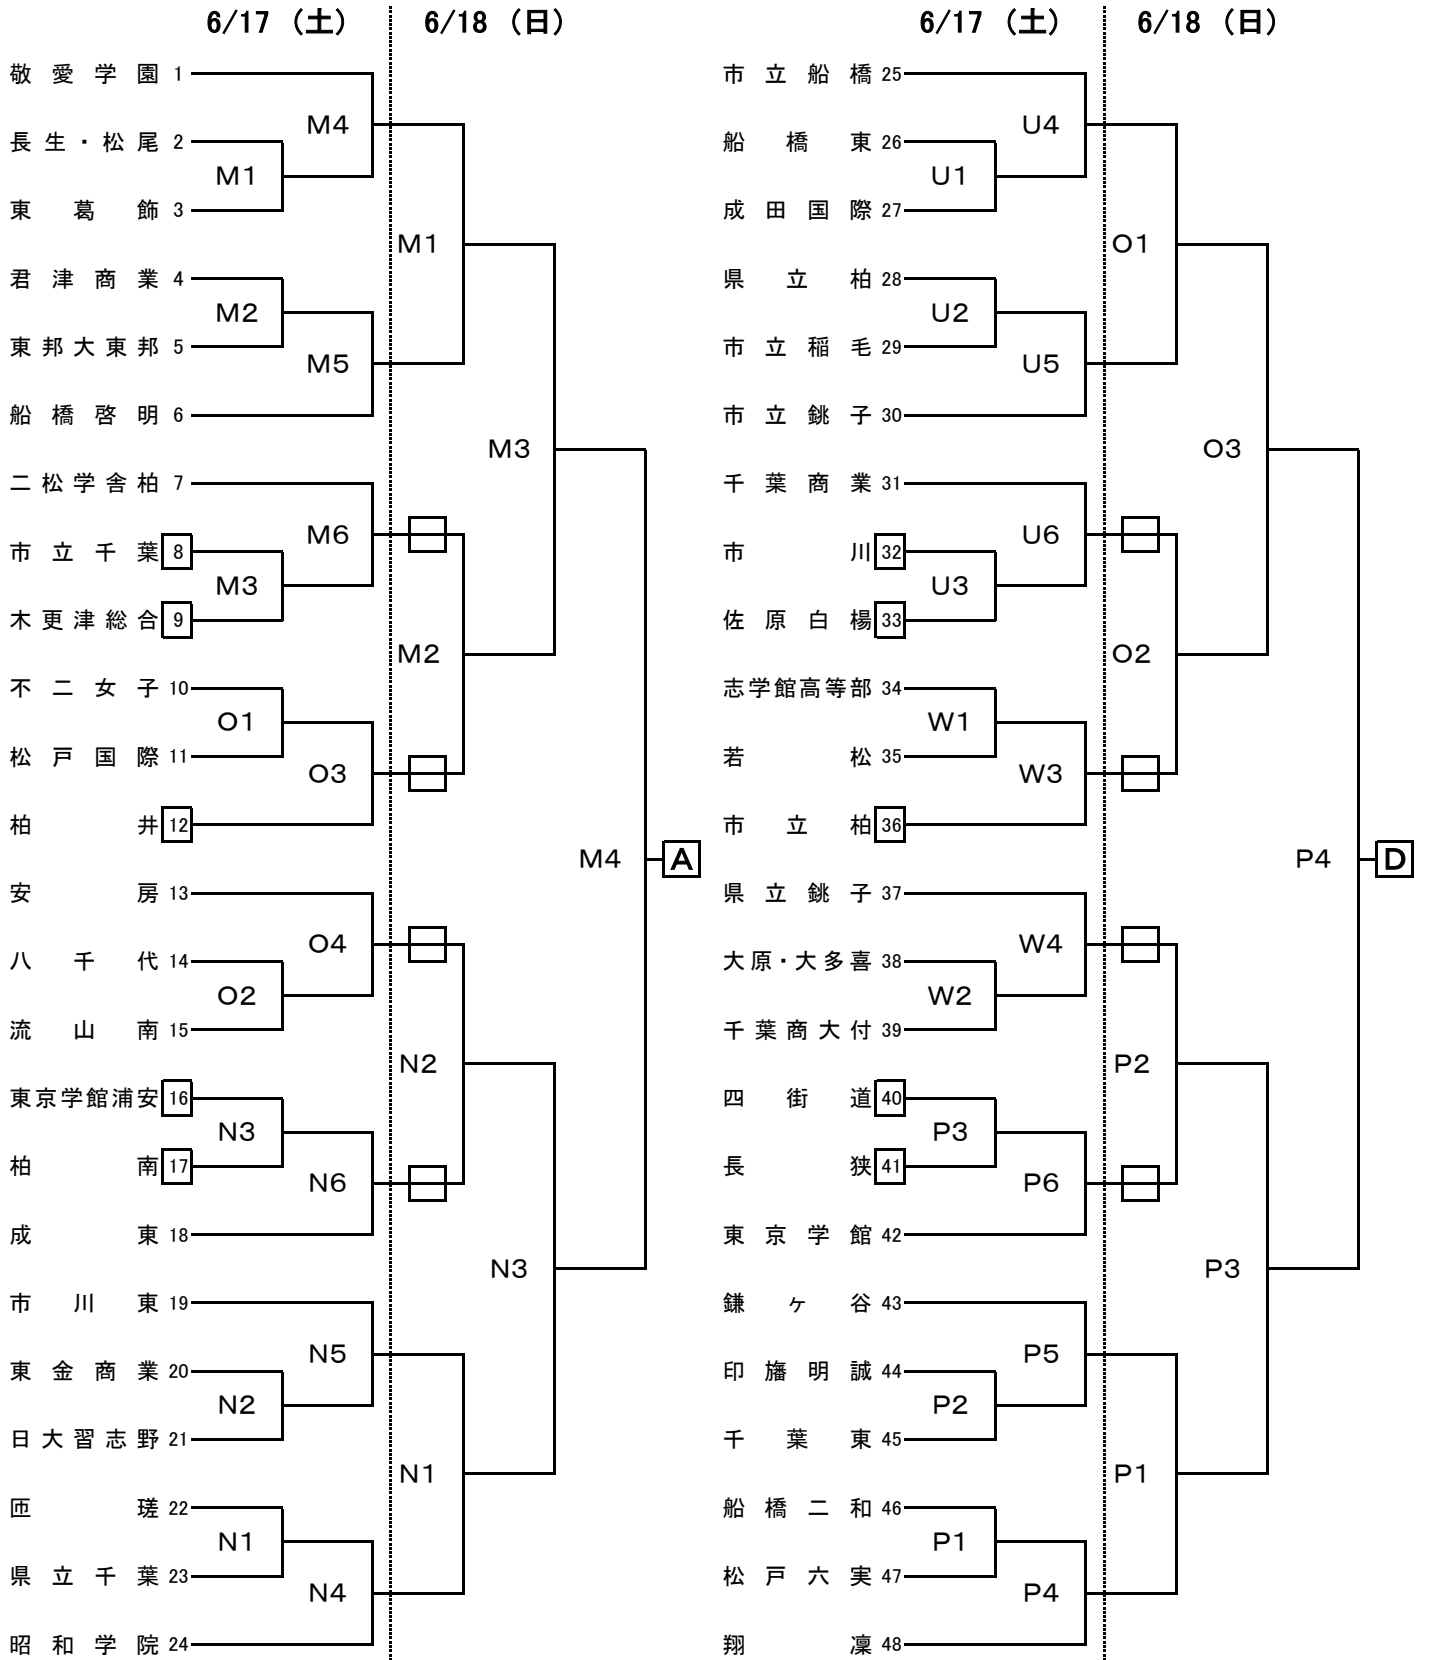 6/17（土） 6/18（日）
敬愛学園 1
M4
長生・松尾 2
M1
東葛飾 3
M1
君津商業 4
M2
東邦大東邦 5
M5
船橋啓明 6
M3
二松学舎柏 7
M6
市立千葉 8
M3
木更津総合 9
M2
不二女子 10
O1
松戸国際 11
O3
柏井 12
M4 A
安房 13
O4
八千代 14
O2
流山南 15
N2
東京学館浦安 16
N3
柏南 17
N6
成東 18
N3
市川東 19
N5
東金商業 20
N2
日大習志野 21
N1
匝瑳 22
N1
県立千葉 23
N4
昭和学院 24
6/17（土） 6/18（日）
市立船橋 25
U4
船橋東 26
U1
成田国際 27
O1
県立柏 28
U2
市立稲毛 29
U5
市立銚子 30
O3
千葉商業 31
U6
市川 32
U3
佐原白楊 33
O2
志学館高等部 34
W1
若松 35
W3
市立柏 36
P4 D
県立銚子 37
W4
大原・大多喜 38
W2
千葉商大付 39
P2
四街道 40
P3
長狭 41
P6
東京学館 42
P3
鎌ヶ谷 43
P5
印旛明誠 44
P2
千葉東 45
P1
船橋二和 46
P1
松戸六実 47
P4
翔凜 48